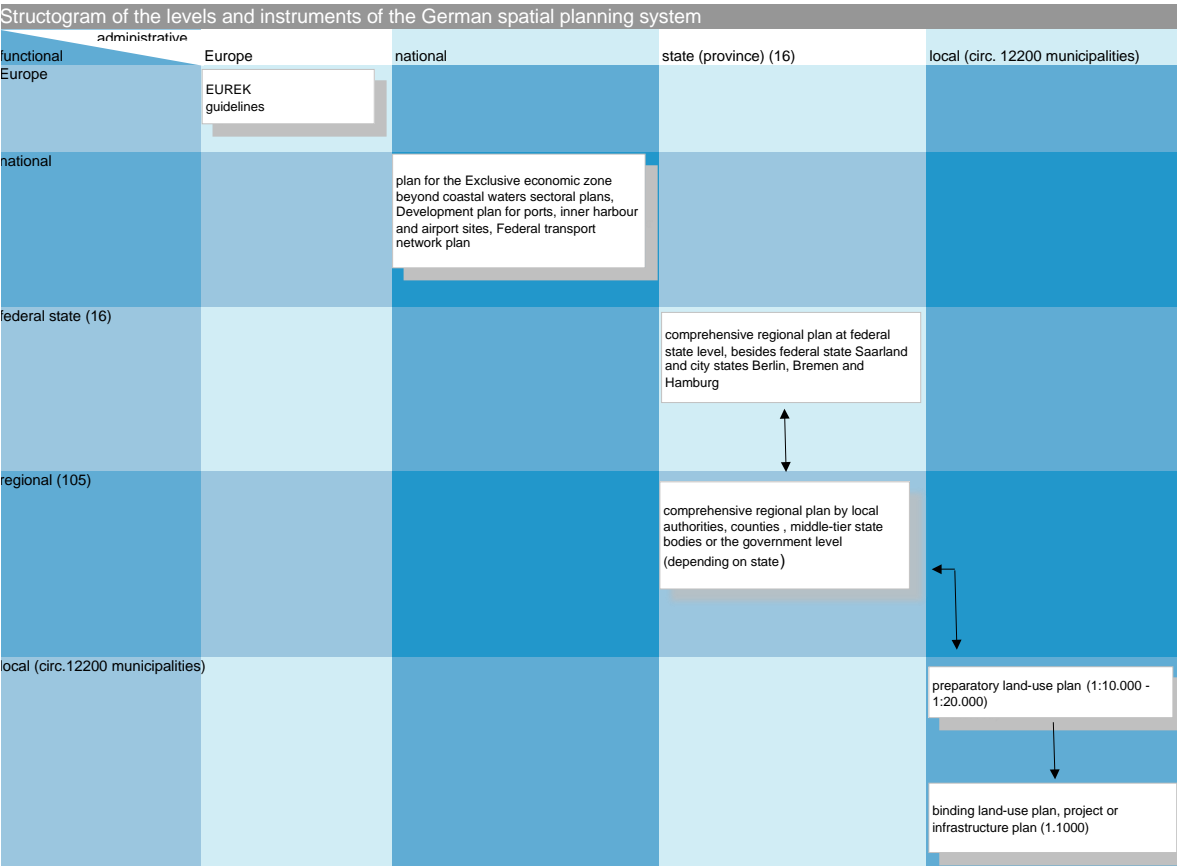 Structogram of the levels and instruments of the German spatial planning system
administrative
functional
Europe
national
state (province) (16)
local (circ. 12200 municipalities)
Europe
EUREK
guidelines
national
plan for the Exclusive economic zone
beyond coastal waters sectoral plans,
Development plan for ports, inner harbour
and airport sites, Federal transport
network plan
federal state (16)
comprehensive regional plan at federal
state level, besides federal state Saarland
and city states Berlin, Bremen and
Hamburg
regional (105)
comprehensive regional plan by local
authorities, counties , middle-tier state
bodies or the government level
(depending on state)
local (circ.12200 municipalities)
preparatory land-use plan (1:10.000 -
1:20.000)
binding land-use plan, project or
infrastructure plan (1.1000)